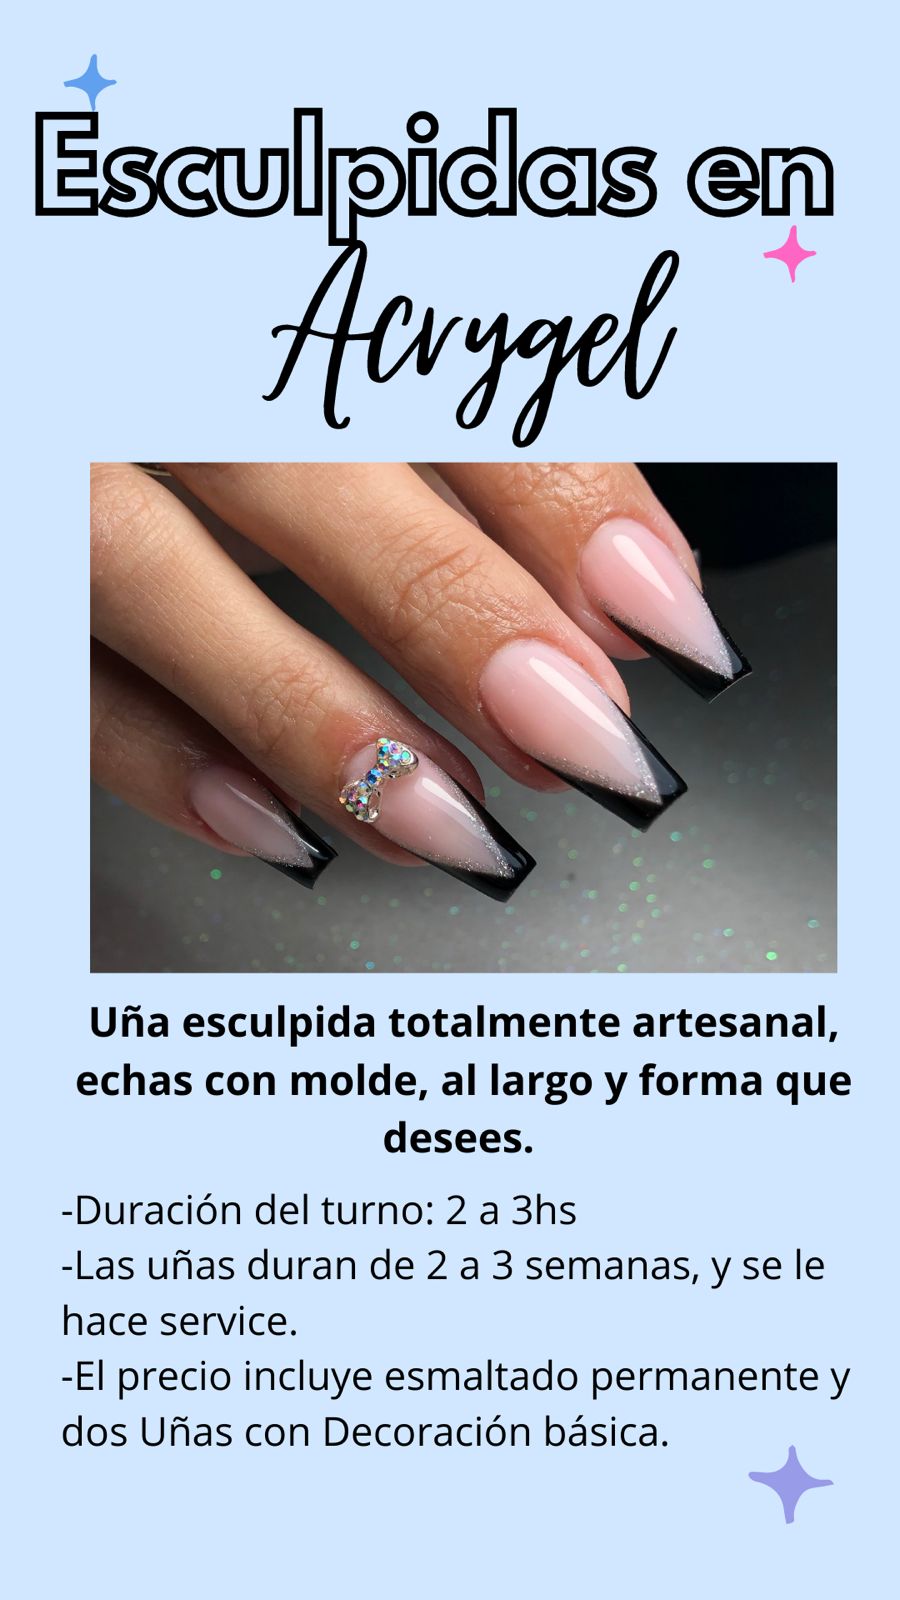 Esculpidas en
Acrygel
Uña esculpida totalmente artesanal,
echas con molde, al largo y forma que
desees.
-Duración del turno: 2 a 3hs
-Las uñas duran de 2 a 3 semanas, y se le
hace service.
-El precio incluye esmaltado permanente y
dos Uñas con Decoración básica.